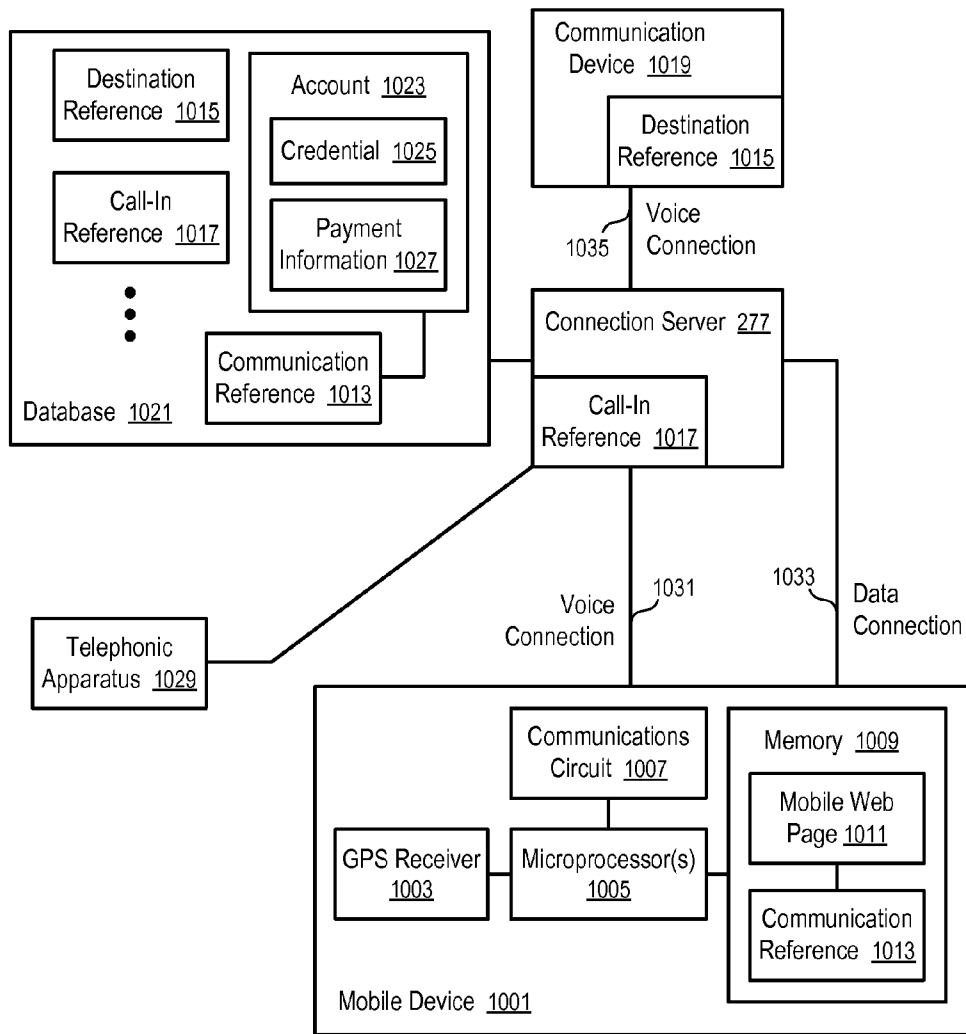 Destination
Reference 1015
Call-In
Reference 1017
Account 1023
Credential 1025
Payment
Information 1027
Communication
Reference 1013
Database 1021
Communication
Device 1019
Destination
Reference 1015
1035
Voice
Connection
Connection Server 277
Call-In
Reference 1017
Telephonic
Apparatus 1029
Voice
Connection
1031
1033
Data
Connection
Communications
Circuit 1007
GPS Receiver
1003
Microprocessor(s)
1005
Memory 1009
Mobile Web
Page 1011
Communication
Reference 1013
Mobile Device 1001